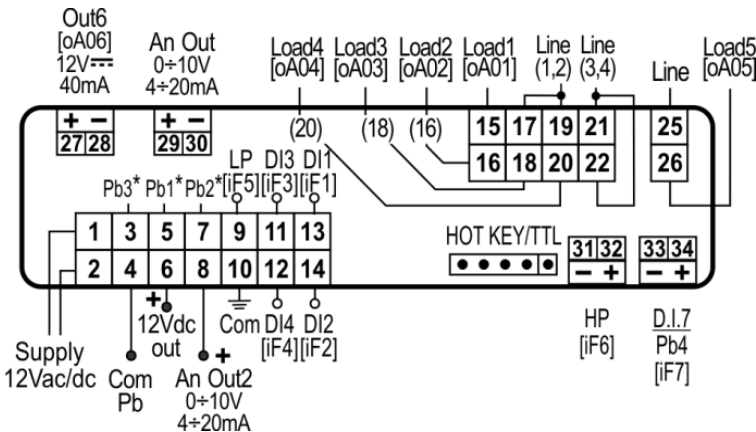 Out6
[oA06]
12V⎓
40mA
An Out
0÷10V
4÷20mA
Load4
[oA04]
Load3
[oA03]
Load2
[oA02]
Load1
[oA01]
Line
(1,2)
Line
(3,4)
Line
Load5
[oA05]
+ −
27 28
+ −
29 30
(20)
(18)
(16)
15 17 19 21
16 18 20 22
25
26
Pb3* Pb1* Pb2*
LP
[iF5]
DI3
[iF3]
DI1
[iF1]
1 3 5 7 9 11 13
2 4 6 8 10 12 14
HOT KEY/TTL
31 32
− +
33 34
− +
Supply
12Vac/dc
Com
Pb
+
12Vdc
out
+
An Out2
0÷10V
4÷20mA
Com
DI4
[iF4]
DI2
[iF2]
HP
[iF6]
D.I.7
Pb4
[iF7]